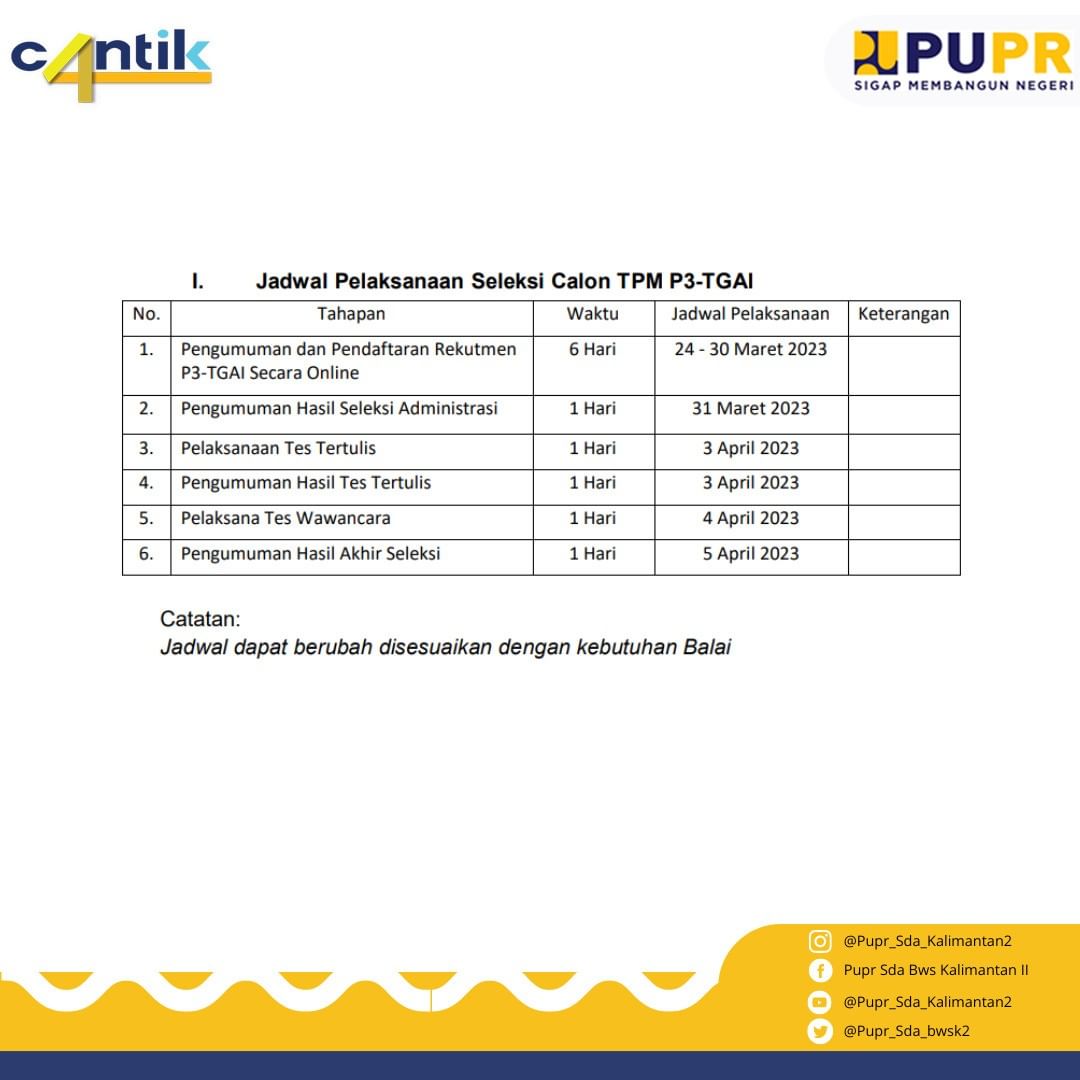 c4ntik
PUPR
SIGAP MEMBANGUN NEGERI
I. Jadwal Pelaksanaan Seleksi Calon TPM P3-TGAI
No. Tahapan Waktu Jadwal Pelaksanaan Keterangan
1. Pengumuman dan Pendaftaran Rekutmen 6 Hari 24 - 30 Maret 2023
P3-TGAI Secara Online
2. Pengumuman Hasil Seleksi Administrasi 1 Hari 31 Maret 2023
3. Pelaksanaan Tes Tertulis 1 Hari 3 April 2023
4. Pengumuman Hasil Tes Tertulis 1 Hari 3 April 2023
5. Pelaksana Tes Wawancara 1 Hari 4 April 2023
6. Pengumuman Hasil Akhir Seleksi 1 Hari 5 April 2023
Catatan:
Jadwal dapat berubah disesuaikan dengan kebutuhan Balai
@Pupr_Sda_Kalimantan2
Pupr Sda Bws Kalimantan II
@Pupr_Sda_Kalimantan2
@Pupr_Sda_bwsk2